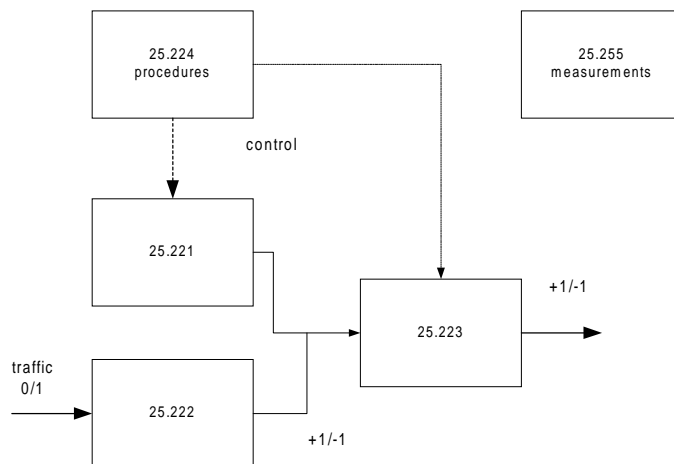 25.224
procedures
25.255
measurements
control
25.221
+1/-1
25.223
traffic
0/1
25.222
+1/-1